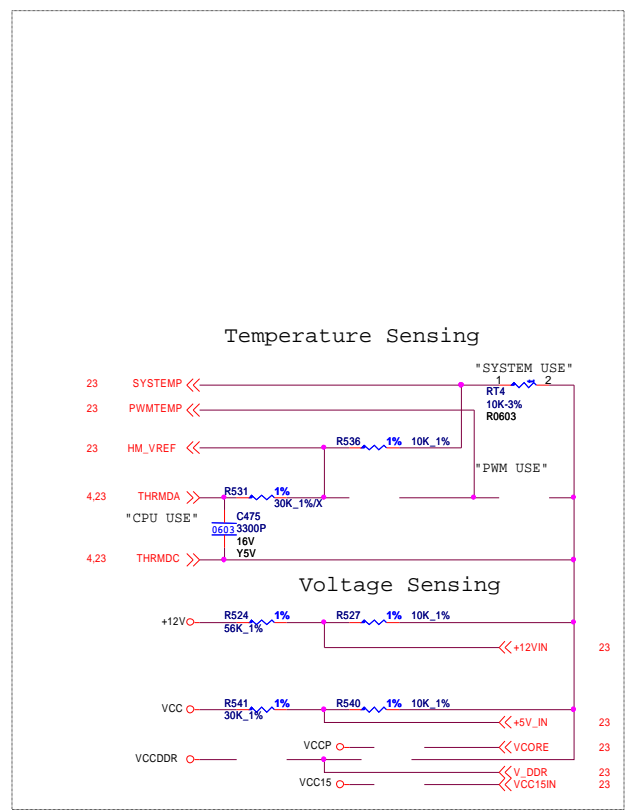 Temperature Sensing
"SYSTEM USE"
23 SYSTEMP 1 2
RT4
10K-3%
R0603
23 PWMTEMP
23 HM_VREF R536 1% 10K_1%
"PWM USE"
4,23 THRMDA R531 1%
30K_1%/X
"CPU USE" C475
0603 3300P
16V
Y5V
4,23 THRMDC
Voltage Sensing
+12V R524 1% R527 1% 10K_1%
56K_1%
+12VIN 23
VCC R541 1% R540 1% 10K_1%
30K_1%
+5V_IN 23
VCCP VCORE 23
VCCDDR
V_DDR 23
VCC15 VCC15IN 23